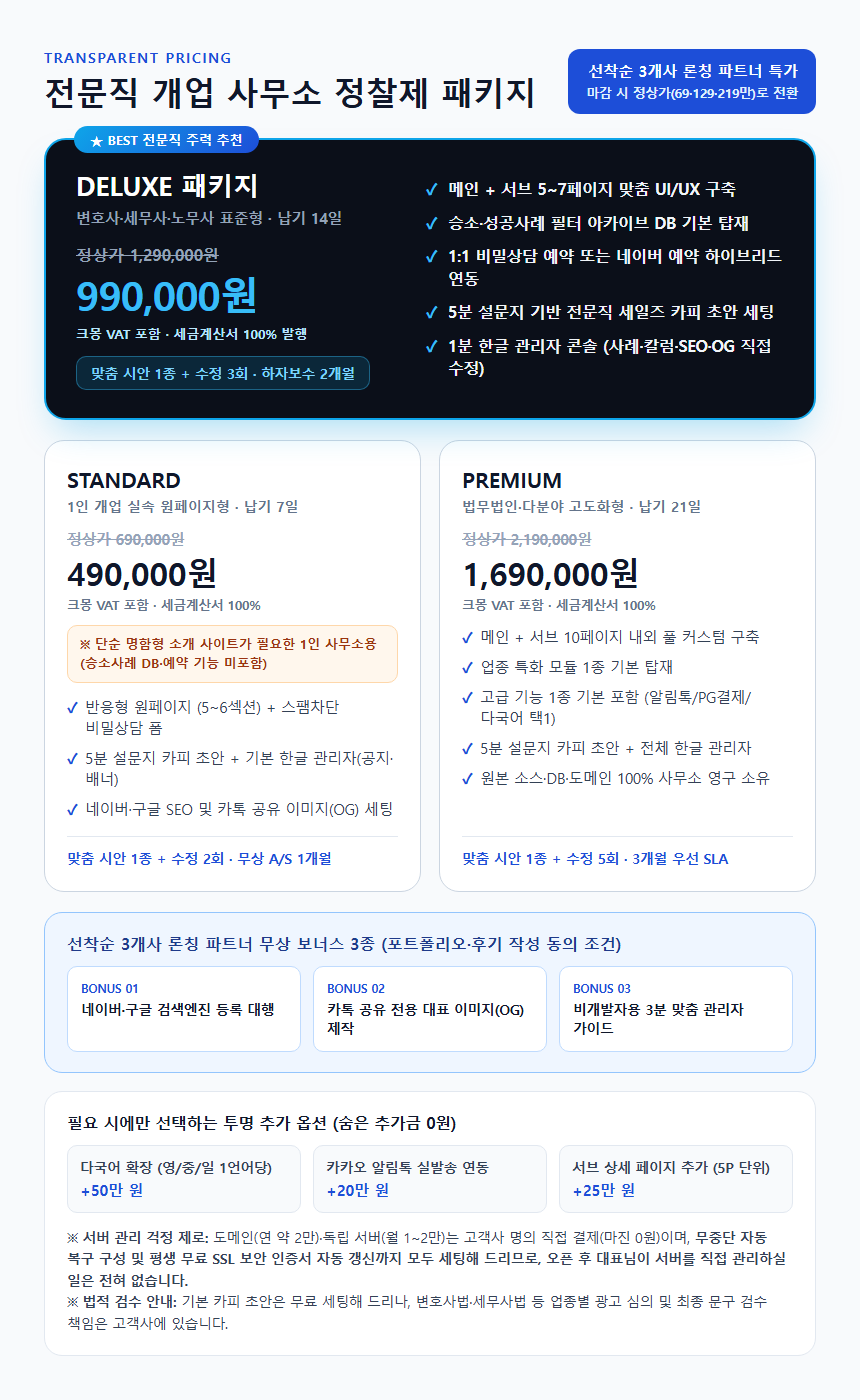 TRANSPARENT PRICING
전문직 개업 사무소 정찰제 패키지
선착순 3개사 론칭 파트너 특가
마감 시 정상가(69·129·219만)로 전환
★ BEST 전문직 주력 추천
DELUXE 패키지
변호사·세무사·노무사 표준형 · 납기 14일
정상가 1,290,000원
990,000원
크몽 VAT 포함 · 세금계산서 100% 발행
맞춤 시안 1종 + 수정 3회 · 하자보수 2개월
✓ 메인 + 서브 5~7페이지 맞춤 UI/UX 구축
✓ 승소·성공사례 필터 아카이브 DB 기본 탑재
✓ 1:1 비밀상담 예약 또는 네이버 예약 하이브리드
연동
✓ 5분 설문지 기반 전문직 세일즈 카피 초안 세팅
✓ 1분 한글 관리자 콘솔 (사례·칼럼·SEO·OG 직접
수정)
STANDARD
1인 개업 실속 원페이지형 · 납기 7일
정상가 690,000원
490,000원
크몽 VAT 포함 · 세금계산서 100%
※ 단순 명함형 소개 사이트가 필요한 1인 사무소용
(승소사례 DB·예약 기능 미포함)
✓ 반응형 원페이지 (5~6섹션) + 스팸차단
비밀상담 폼
✓ 5분 설문지 카피 초안 + 기본 한글 관리자(공지·
배너)
✓ 네이버·구글 SEO 및 카톡 공유 이미지(OG) 세팅
맞춤 시안 1종 + 수정 2회 · 무상 A/S 1개월
PREMIUM
법무법인·다분야 고도화형 · 납기 21일
정상가 2,190,000원
1,690,000원
크몽 VAT 포함 · 세금계산서 100%
✓ 메인 + 서브 10페이지 내외 풀 커스텀 구축
✓ 업종 특화 모듈 1종 기본 탑재
✓ 고급 기능 1종 기본 포함 (알림톡/PG결제/
다국어 택1)
✓ 5분 설문지 카피 초안 + 전체 한글 관리자
✓ 원본 소스·DB·도메인 100% 사무소 영구 소유
맞춤 시안 1종 + 수정 5회 · 3개월 우선 SLA
선착순 3개사 론칭 파트너 무상 보너스 3종 (포트폴리오·후기 작성 동의 조건)
BONUS 01
네이버·구글 검색엔진 등록 대행
BONUS 02
카톡 공유 전용 대표 이미지(OG)
제작
BONUS 03
비개발자용 3분 맞춤 관리자
가이드
필요 시에만 선택하는 투명 추가 옵션 (숨은 추가금 0원)
다국어 확장 (영/중/일 1언어당)
+50만 원
카카오 알림톡 실발송 연동
+20만 원
서브 상세 페이지 추가 (5P 단위)
+25만 원
※ 서버 관리 걱정 제로: 도메인(연 약 2만)·독립 서버(월 1~2만)는 고객사 명의 직접 결제(마진 0원)이며, 무중단 자동
복구 구성 및 평생 무료 SSL 보안 인증서 자동 갱신까지 모두 세팅해 드리므로, 오픈 후 대표님이 서버를 직접 관리하실
일은 전혀 없습니다.
※ 법적 검수 안내: 기본 카피 초안은 무료 세팅해 드리나, 변호사법·세무사법 등 업종별 광고 심의 및 최종 문구 검수
책임은 고객사에 있습니다.